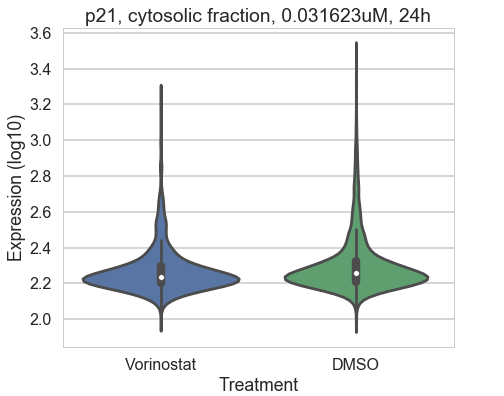 p21, cytosolic fraction, 0.031623uM, 24h
3.6
3.4
3.2
3.0
2.8
2.6
2.4
2.2
2.0
Expression (log10)
Vorinostat DMSO
Treatment